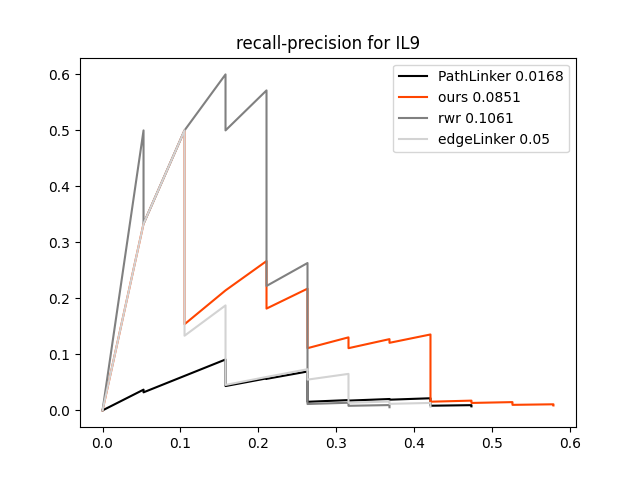 recall-precision for IL9
PathLinker 0.0168
ours 0.0851
rwr 0.1061
edgeLinker 0.05
0.6
0.5
0.4
0.3
0.2
0.1
0.0
0.0 0.1 0.2 0.3 0.4 0.5 0.6